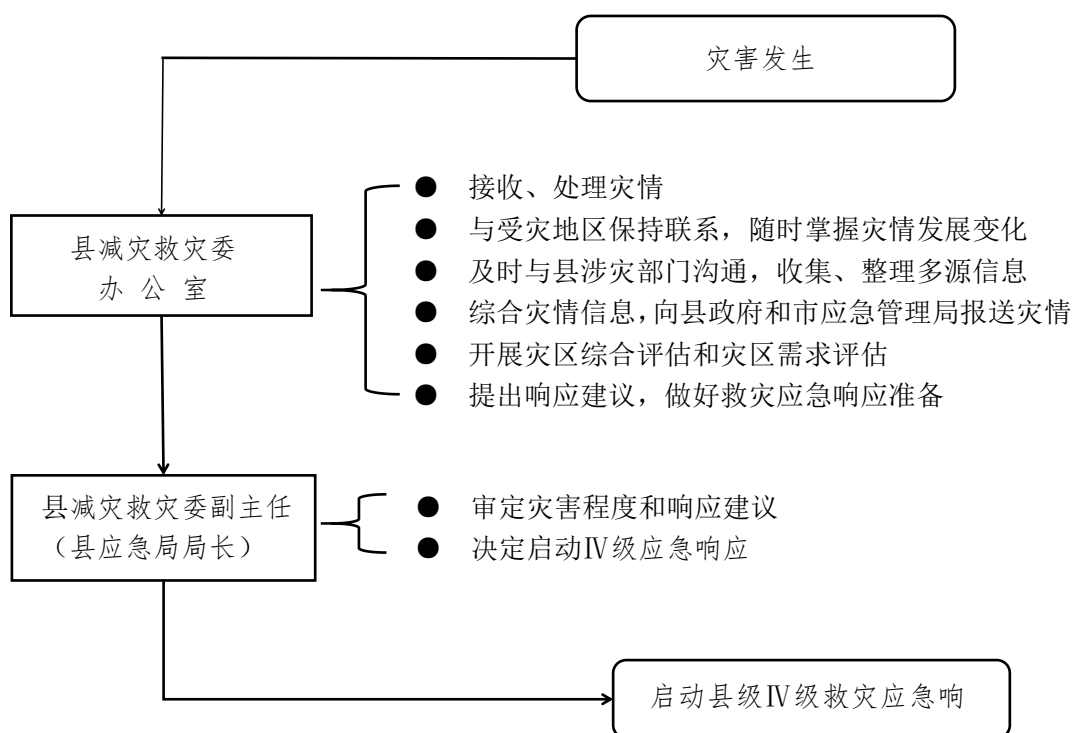 灾害发生
● 接收、处理灾情
● 与受灾地区保持联系，随时掌握灾情发展变化
● 及时与县涉灾部门沟通，收集、整理多源信息
● 综合灾情信息,向县政府和市应急管理局报送灾情
● 开展灾区综合评估和灾区需求评估
● 提出响应建议，做好救灾应急响应准备
县减灾救灾委
办 公 室
县减灾救灾委副主任
（县应急局局长）
● 审定灾害程度和响应建议
● 决定启动Ⅳ级应急响应
启动县级Ⅳ级救灾应急响